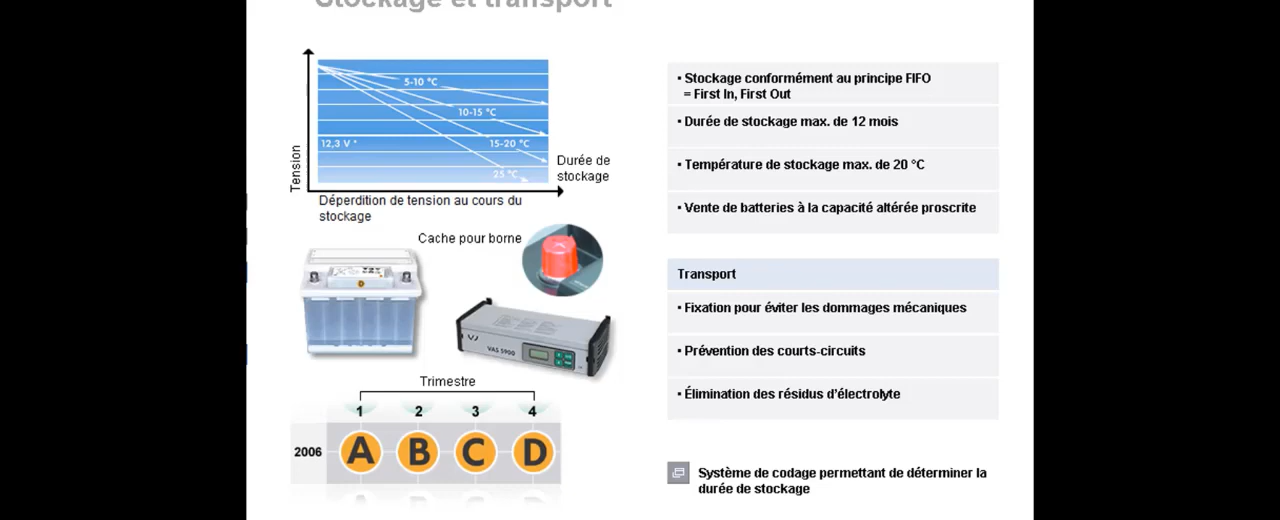 Stockage et transport
5-10 °C
10-15 °C
12,3 V *
15-20 °C
25 °C
Tension
Durée de
stockage
Déperdition de tension au cours du
stockage
Cache pour borne
VAS 5900
Trimestre
1 2 3 4
2006 A B C D
▪ Stockage conformément au principe FIFO
= First In, First Out
▪ Durée de stockage max. de 12 mois
▪ Température de stockage max. de 20 °C
▪ Vente de batteries à la capacité altérée proscrite
Transport
▪ Fixation pour éviter les dommages mécaniques
▪ Prévention des courts-circuits
▪ Élimination des résidus d'électrolyte
Système de codage permettant de déterminer la
durée de stockage